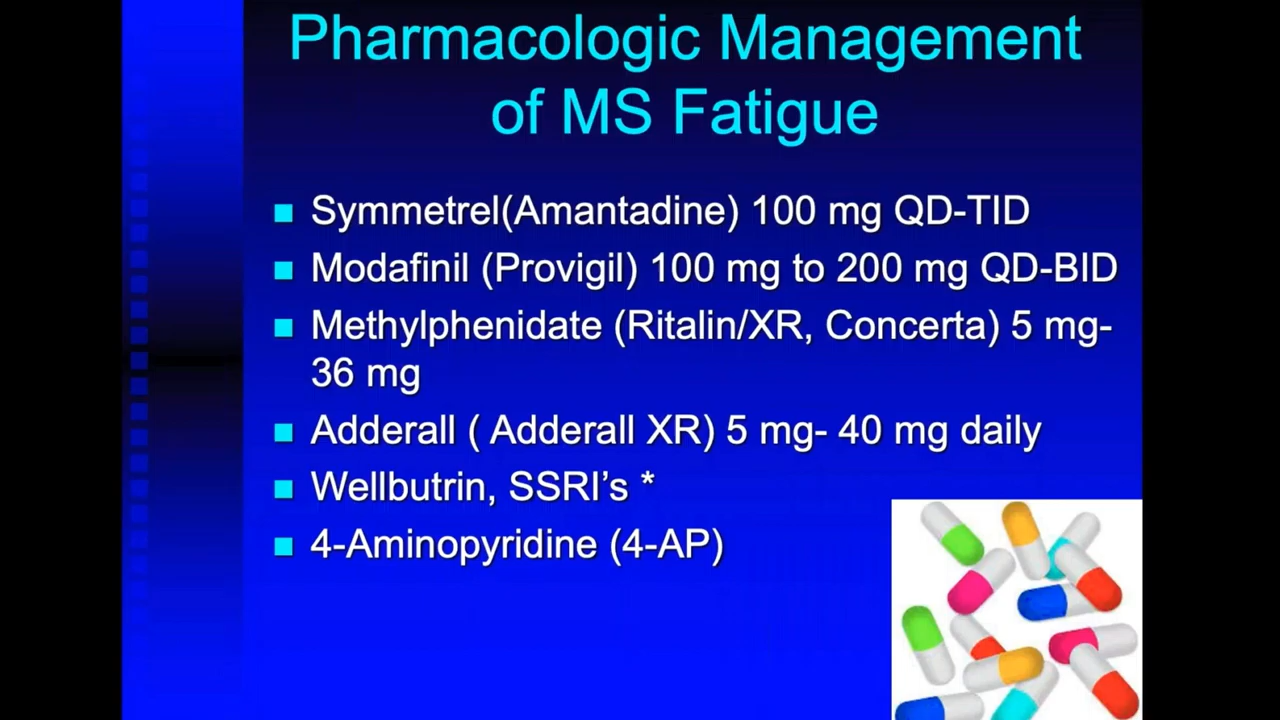 Pharmacologic Management
of MS Fatigue
Symmetrel(Amantadine) 100 mg QD-TID
Modafinil (Provigil) 100 mg to 200 mg QD-BID
Methylphenidate (Ritalin/XR, Concerta) 5 mg-
36 mg
Adderall ( Adderall XR) 5 mg- 40 mg daily
Wellbutrin, SSRI’s *
4-Aminopyridine (4-AP)